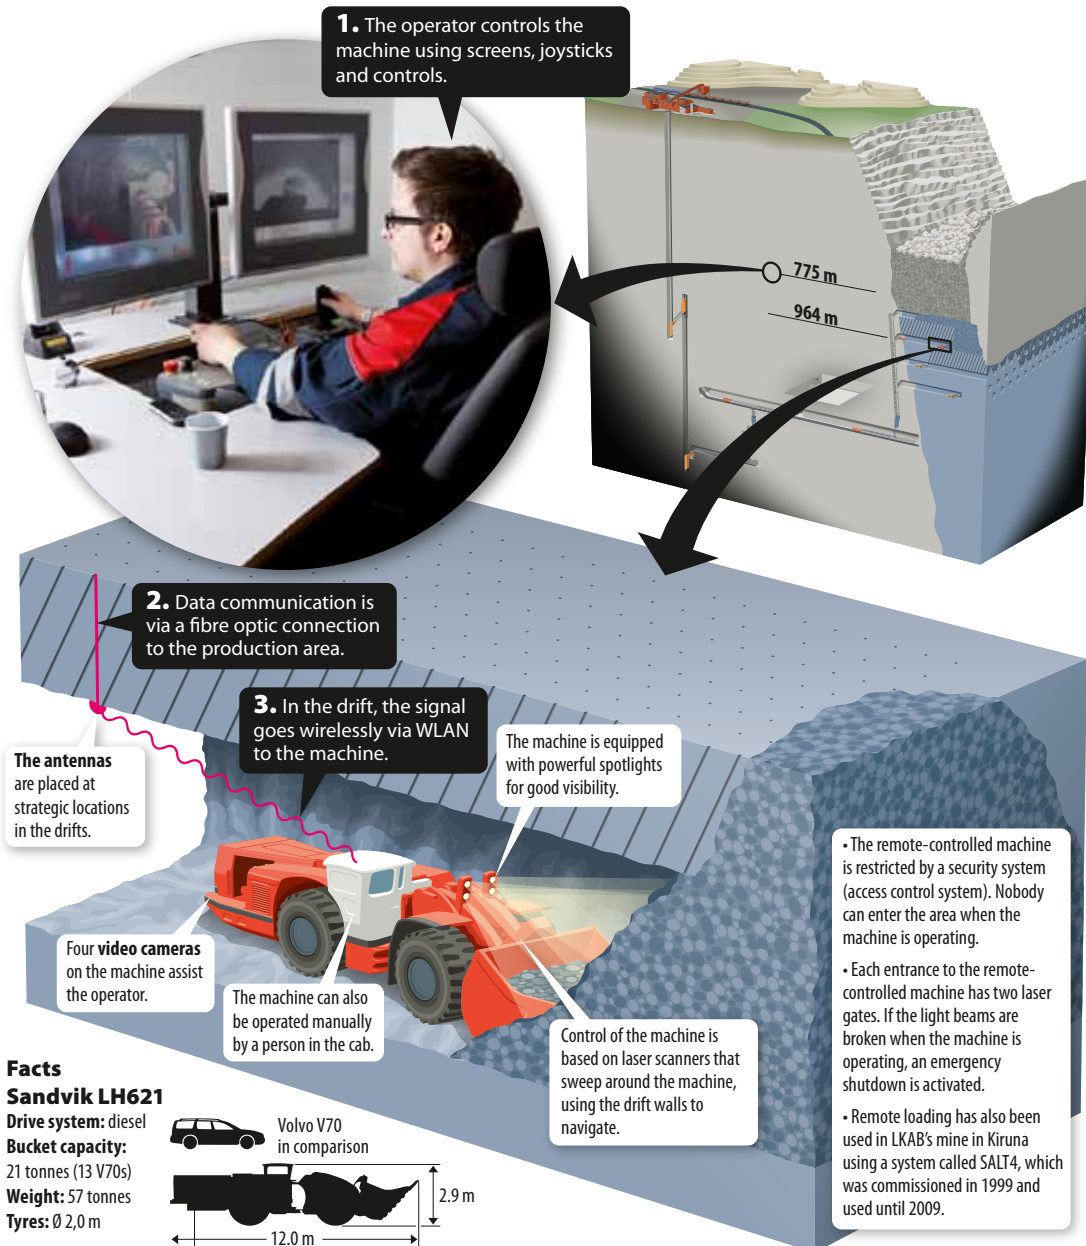 1. The operator controls the
machine using screens, joysticks
and controls.
775 m
964 m
2. Data communication is
via a fibre optic connection
to the production area.
3. In the drift, the signal
goes wirelessly via WLAN
to the machine.
The antennas
are placed at
strategic locations
in the drifts.
The machine is equipped
with powerful spotlights
for good visibility.
Four video cameras
on the machine assist
the operator.
The machine can also
be operated manually
by a person in the cab.
Control of the machine is
based on laser scanners that
sweep around the machine,
using the drift walls to
navigate.
• The remote-controlled machine
is restricted by a security system
(access control system). Nobody
can enter the area when the
machine is operating.
• Each entrance to the remote-
controlled machine has two laser
gates. If the light beams are
broken when the machine is
operating, an emergency
shutdown is activated.
• Remote loading has also been
used in LKAB’s mine in Kiruna
using a system called SALT4, which
was commissioned in 1999 and
used until 2009.
Facts
Sandvik LH621
Drive system: diesel
Bucket capacity:
21 tonnes (13 V70s)
Weight: 57 tonnes
Tyres: Ø 2,0 m
Volvo V70
in comparison
2.9 m
12.0 m